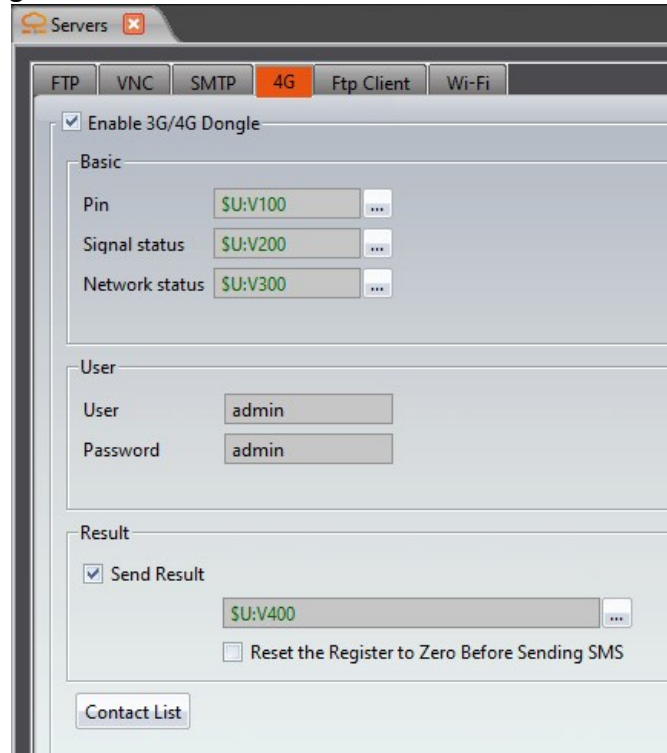 Servers
FTP VNC SMTP 4G Ftp Client Wi-Fi
Enable 3G/4G Dongle
Basic
Pin $U:V100 ...
Signal status $U:V200 ...
Network status $U:V300 ...
User
User admin
Password admin
Result
Send Result
$U:V400 ...
Reset the Register to Zero Before Sending SMS
Contact List